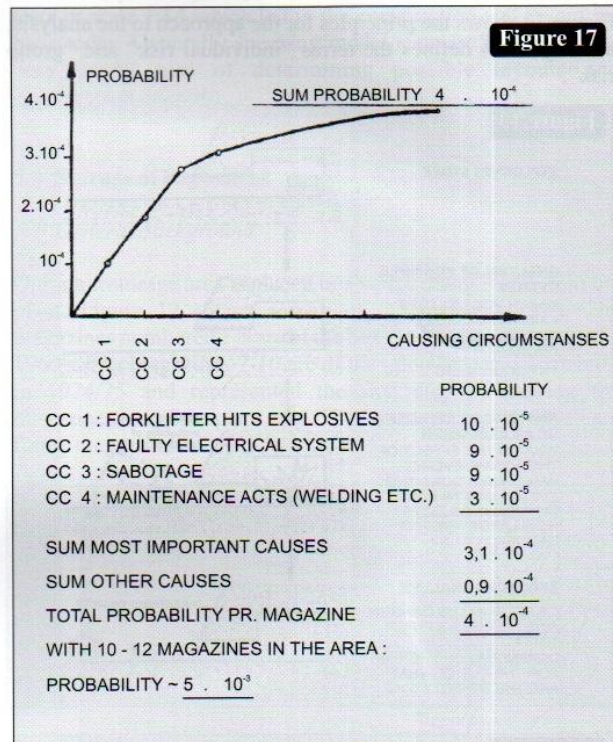 Figure 17
PROBABILITY
SUM PROBABILITY 4 . 10⁻⁴
4.10⁻⁴
3.10⁻⁴
2.10⁻⁴
10⁻⁴
CC 1
CC 2
CC 3
CC 4
CAUSING CIRCUMSTANSES
PROBABILITY
CC 1 : FORKLIFTER HITS EXPLOSIVES 10 . 10⁻⁵
CC 2 : FAULTY ELECTRICAL SYSTEM 9 . 10⁻⁵
CC 3 : SABOTAGE 9 . 10⁻⁵
CC 4 : MAINTENANCE ACTS (WELDING ETC.) 3 . 10⁻⁵
SUM MOST IMPORTANT CAUSES 3,1 . 10⁻⁴
SUM OTHER CAUSES 0,9 . 10⁻⁴
TOTAL PROBABILITY PR. MAGAZINE 4 . 10⁻⁴
WITH 10 - 12 MAGAZINES IN THE AREA :
PROBABILITY ~ 5 . 10⁻³